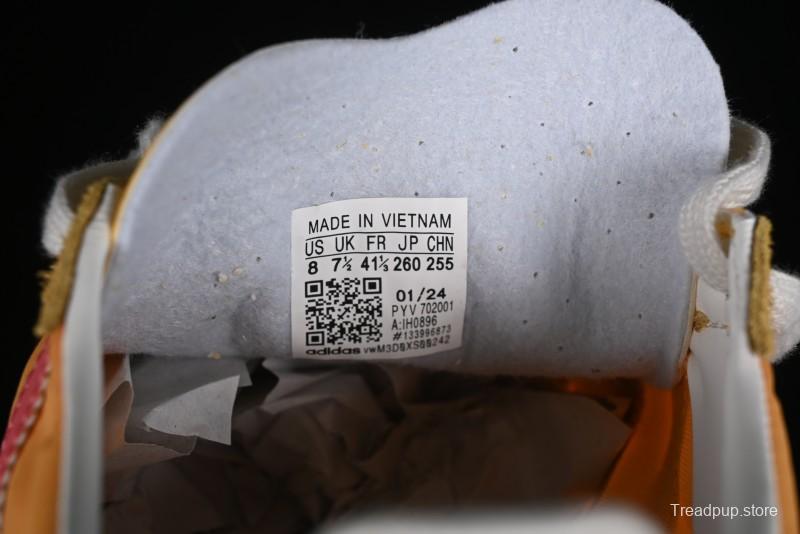 MADE IN VIETNAM
US UK FR JP CHN
8 7½ 41⅓ 260 255
01/24
PYV 702001
A:IH0896
#133996873
adidas vwM3D0XS00242
Treadpup.store